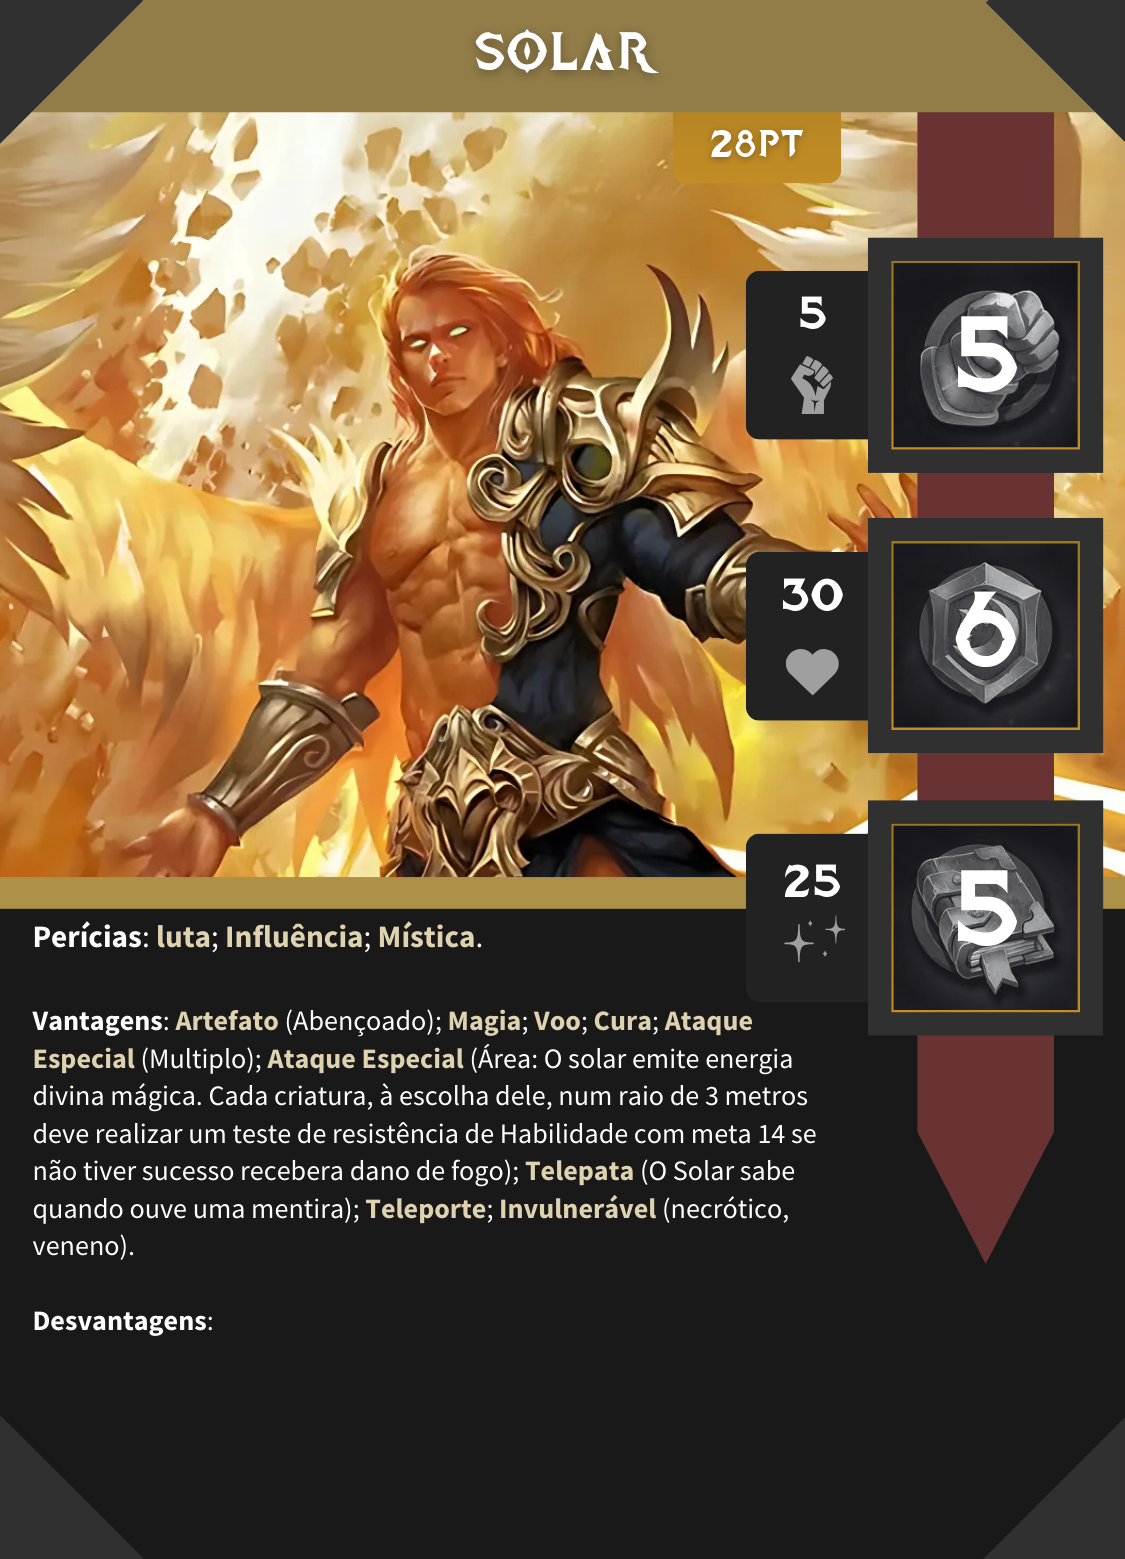 SOLAR
28PT
5
5
30
6
25
5
Perícias: luta; Influência; Mística.
Vantagens: Artefato (Abençoado); Magia; Voo; Cura; Ataque
Especial (Multiplo); Ataque Especial (Área: O solar emite energia
divina mágica. Cada criatura, à escolha dele, num raio de 3 metros
deve realizar um teste de resistência de Habilidade com meta 14 se
não tiver sucesso recebera dano de fogo); Telepata (O Solar sabe
quando ouve uma mentira); Teleporte; Invulnerável (necrótico,
veneno).
Desvantagens: